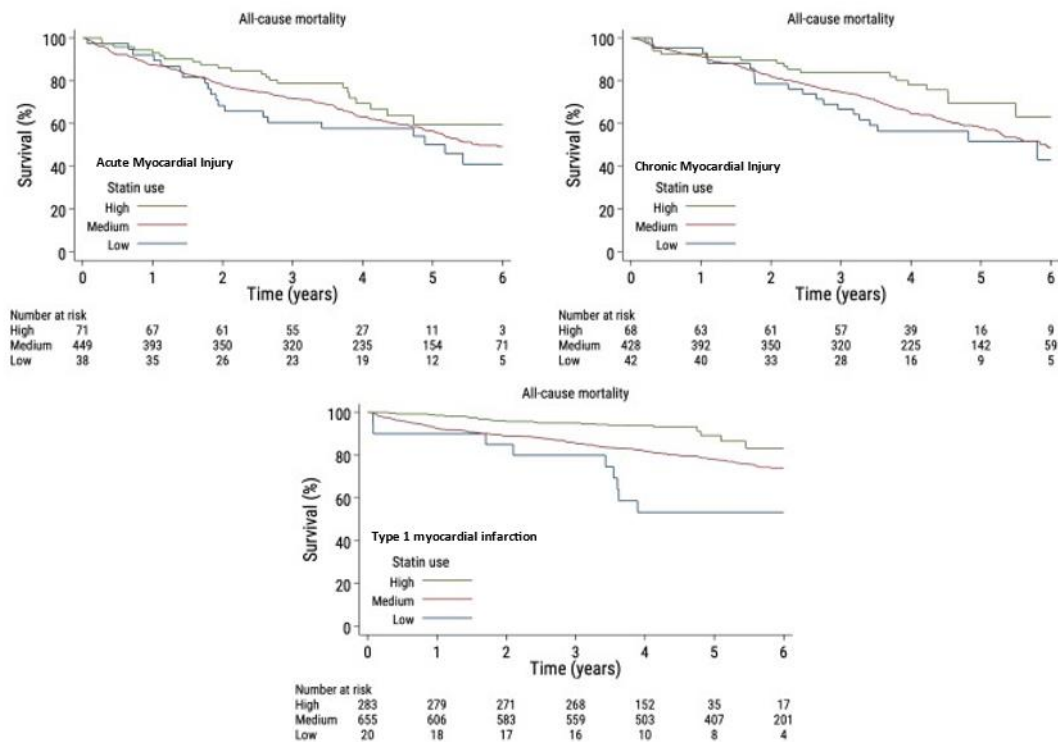 All-cause mortality
Survival (%)
100
80
60
40
20
0
Acute Myocardial Injury
Statin use
High
Medium
Low
0 1 2 3 4 5 6
Time (years)
Number at risk
High 71 67 61 55 27 11 3
Medium 449 393 350 320 235 154 71
Low 38 35 26 23 19 12 5
All-cause mortality
Survival (%)
100
80
60
40
20
0
Chronic Myocardial Injury
Statin use
High
Medium
Low
0 1 2 3 4 5 6
Time (years)
Number at risk
High 68 63 61 57 39 16 9
Medium 428 392 350 320 225 142 59
Low 42 40 33 28 16 9 5
All-cause mortality
Survival (%)
100
80
60
40
20
0
Type 1 myocardial infarction
Statin use
High
Medium
Low
0 1 2 3 4 5 6
Time (years)
Number at risk
High 283 279 271 268 152 35 17
Medium 655 606 583 559 503 407 201
Low 20 18 17 16 10 8 4